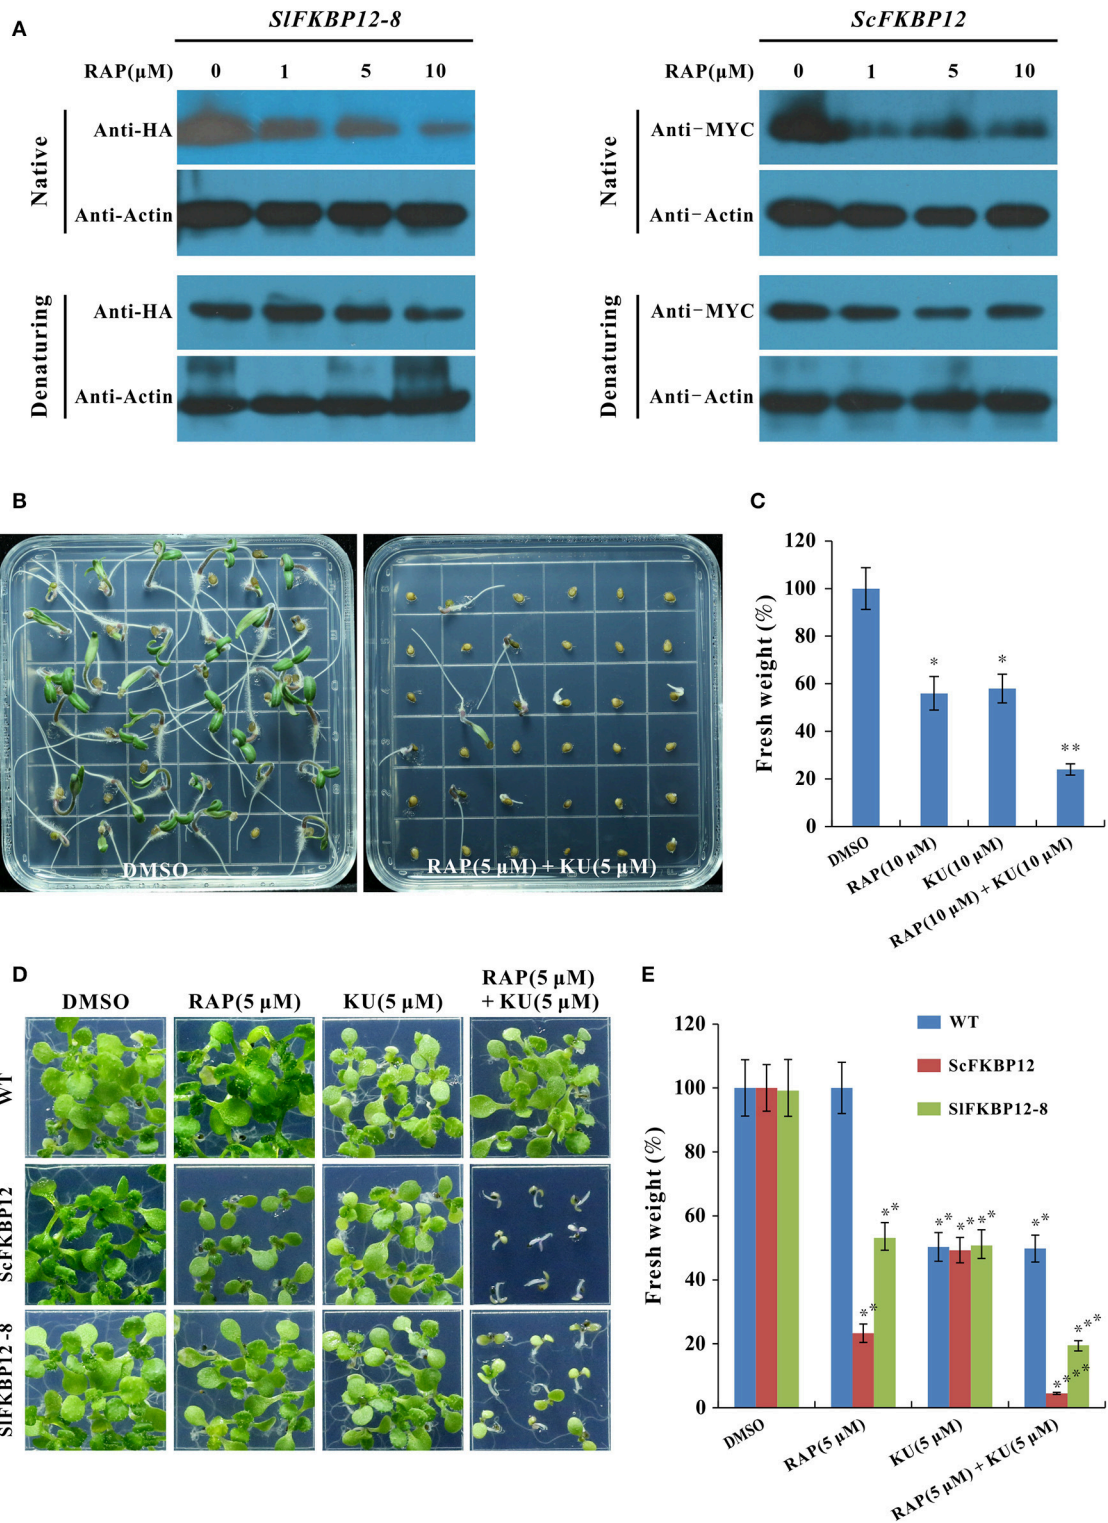 A
SlFKBP12-8
RAP(μM) 0 1 5 10
Native
Anti-HA
Anti-Actin
Denaturing
Anti-HA
Anti-Actin
ScFKBP12
RAP(μM) 0 1 5 10
Native
Anti-MYC
Anti-Actin
Denaturing
Anti-MYC
Anti-Actin
B
DMSO
RAP(5 μM) + KU(5 μM)
C
Fresh weight (%)
120
100
80
60
40
20
0
*
*
**
DMSO
RAP(10 μM)
KU(10 μM)
RAP(10 μM) + KU(10 μM)
D
DMSO
RAP(5 μM)
KU(5 μM)
RAP(5 μM)
+ KU(5 μM)
WT
ScFKBP12
SlFKBP12-8
E
Fresh weight (%)
120
100
80
60
40
20
0
WT
ScFKBP12
SlFKBP12-8
**
**
**
**
**
**
****
***
DMSO
RAP(5 μM)
KU(5 μM)
RAP(5 μM) + KU(5 μM)